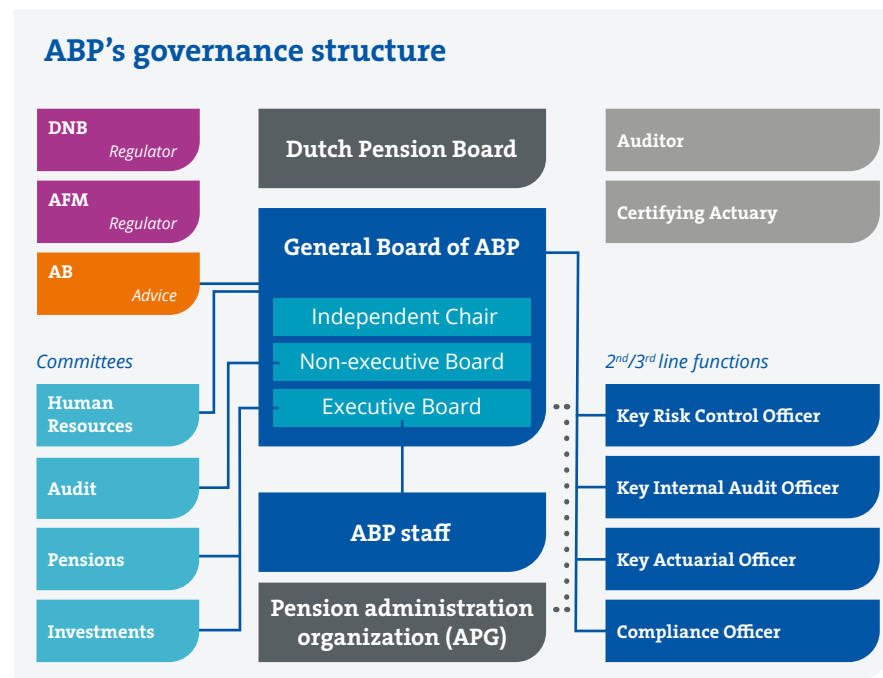 ABP’s governance structure
DNB
Regulator
AFM
Regulator
AB
Advice
Committees
Human
Resources
Audit
Pensions
Investments
Dutch Pension Board
General Board of ABP
Independent Chair
Non-executive Board
Executive Board
ABP staff
Pension administration
organization (APG)
Auditor
Certifying Actuary
2nd/3rd line functions
Key Risk Control Officer
Key Internal Audit Officer
Key Actuarial Officer
Compliance Officer